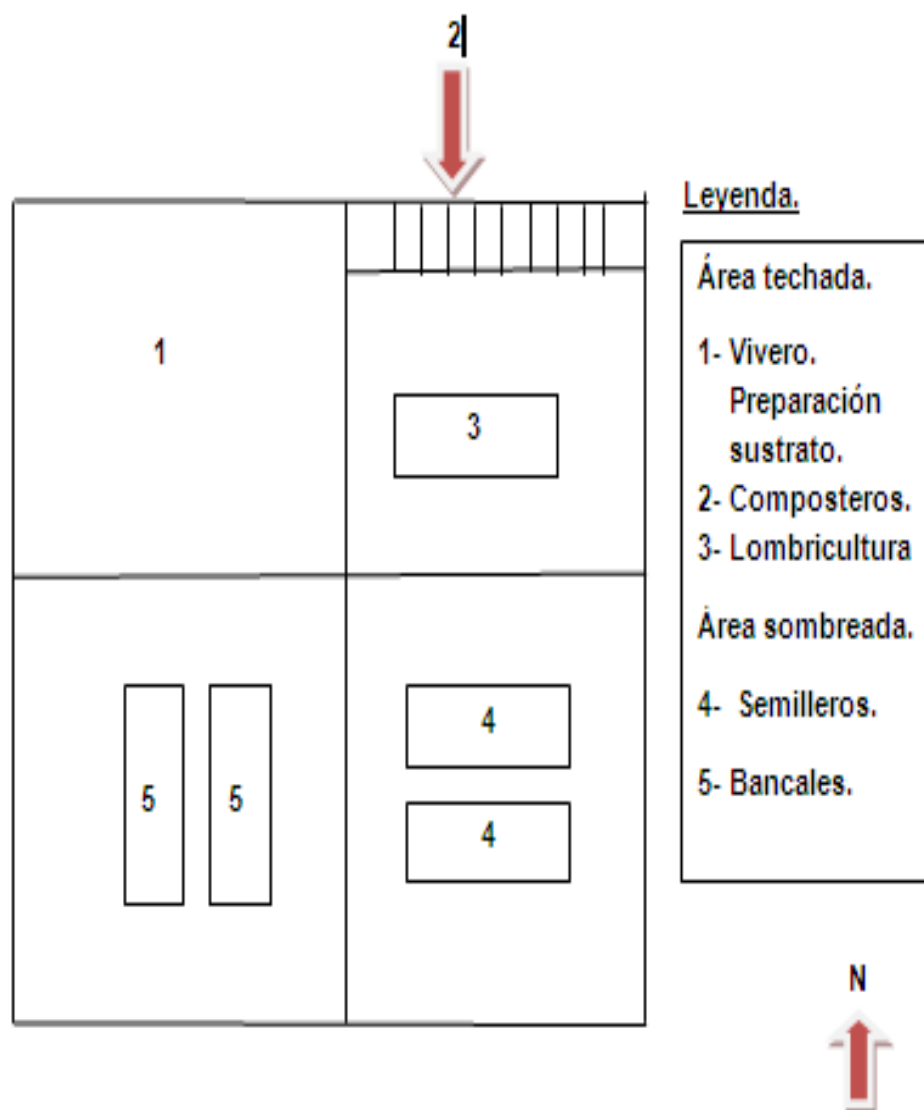 2
Leyenda.
Área techada.
1
1- Vivero.
Preparación
3
sustrato.
2- Composteros.
3- Lombricultura
Área sombreada.
4
4- Semilleros.
5
5
5- Bancales.
4
N